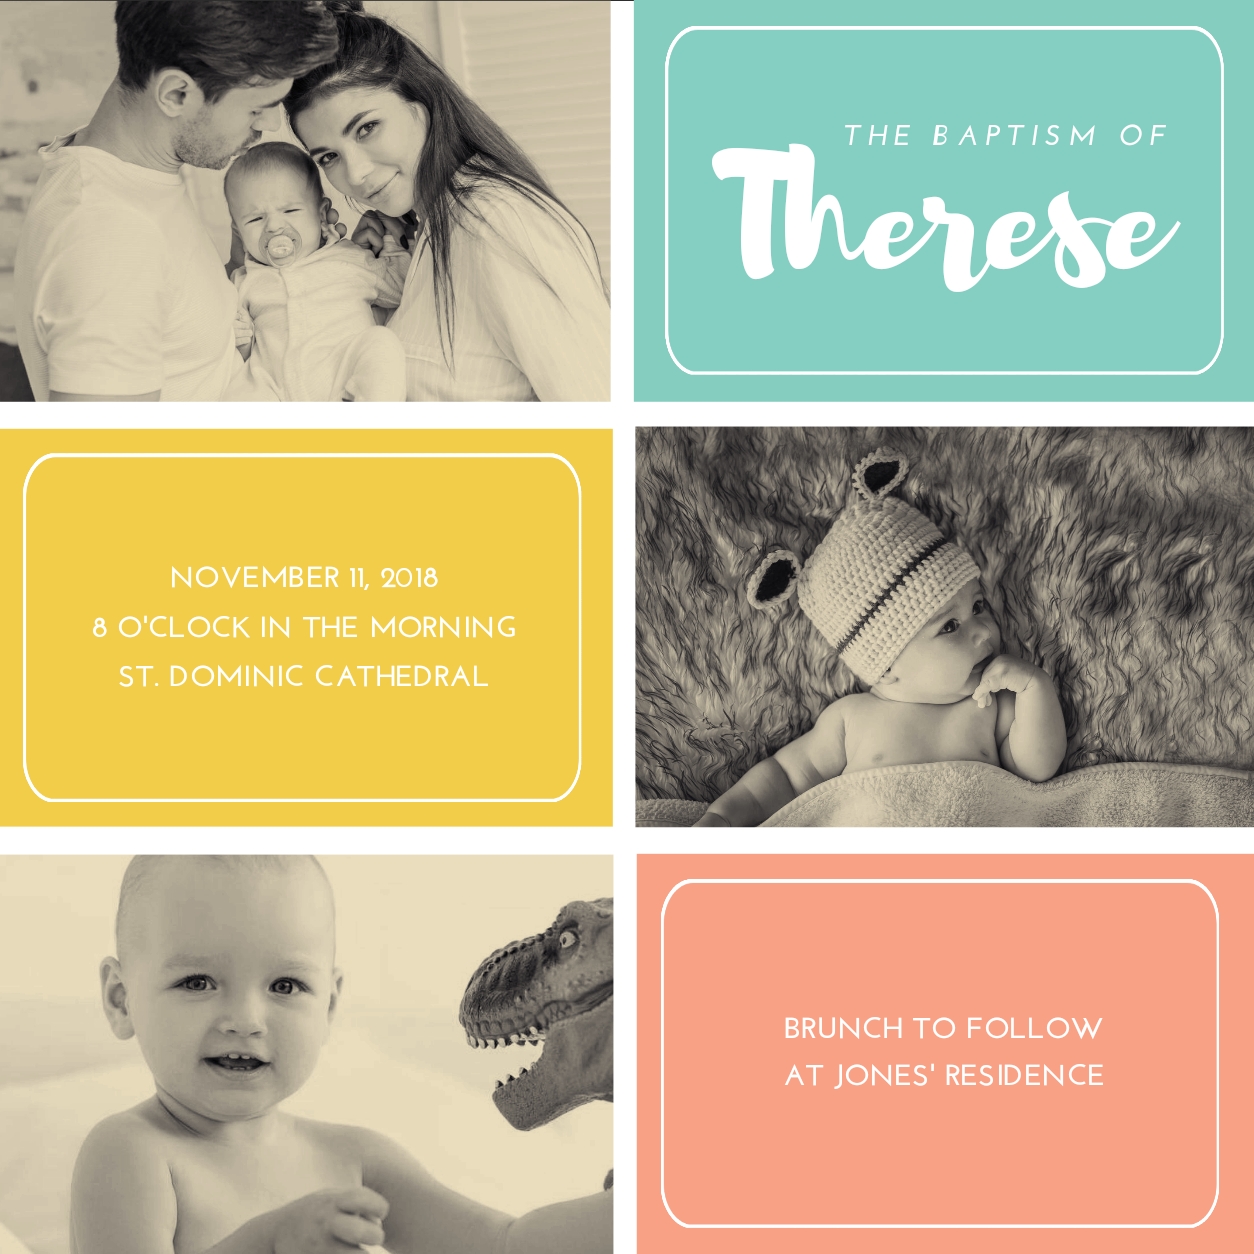 THE BAPTISM OF
Therese
NOVEMBER 11, 2018
8 O'CLOCK IN THE MORNING
ST. DOMINIC CATHEDRAL
BRUNCH TO FOLLOW
AT JONES' RESIDENCE